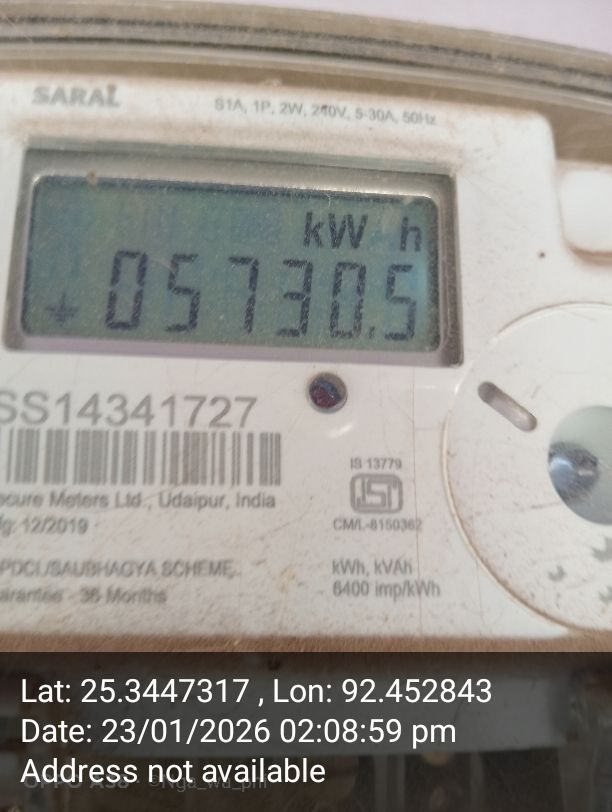 SARAL
S1A, 1P, 2W, 240V, 5-30A, 50Hz
kW h
05730.5
SS14341727
IS 13779
ecure Meters Ltd., Udaipur, India
fg: 12/2019
CM/L-8150362
PDCL/SAUBHAGYA SCHEME
kWh, kVAh
arantee - 36 Months
6400 imp/kWh
Lat: 25.3447317 , Lon: 92.452843
Date: 23/01/2026 02:08:59 pm
Address not available